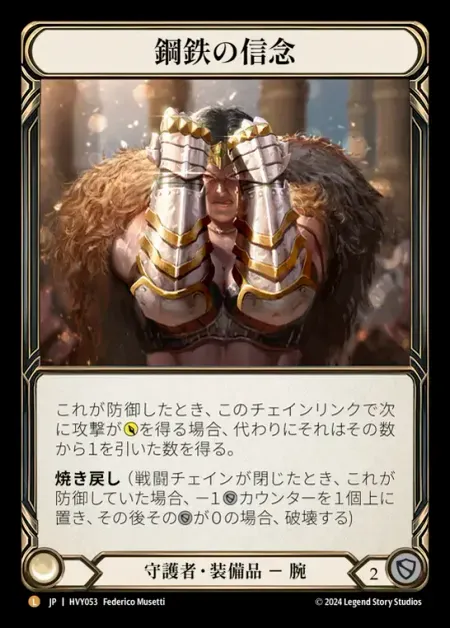 鋼鉄の信念
これが防御したとき、このチェインリンクで次
に攻撃がを得る場合、代わりにそれはその数
から1を引いた数を得る。
焼き戻し（戦闘チェインが閉じたとき、これが
防御していた場合、－1カウンターを1個上に
置き、その後そのが０の場合、破壊する)
守護者・装備品 － 腕
2
L JP | HVY053 Federico Musetti
© 2024 Legend Story Studios